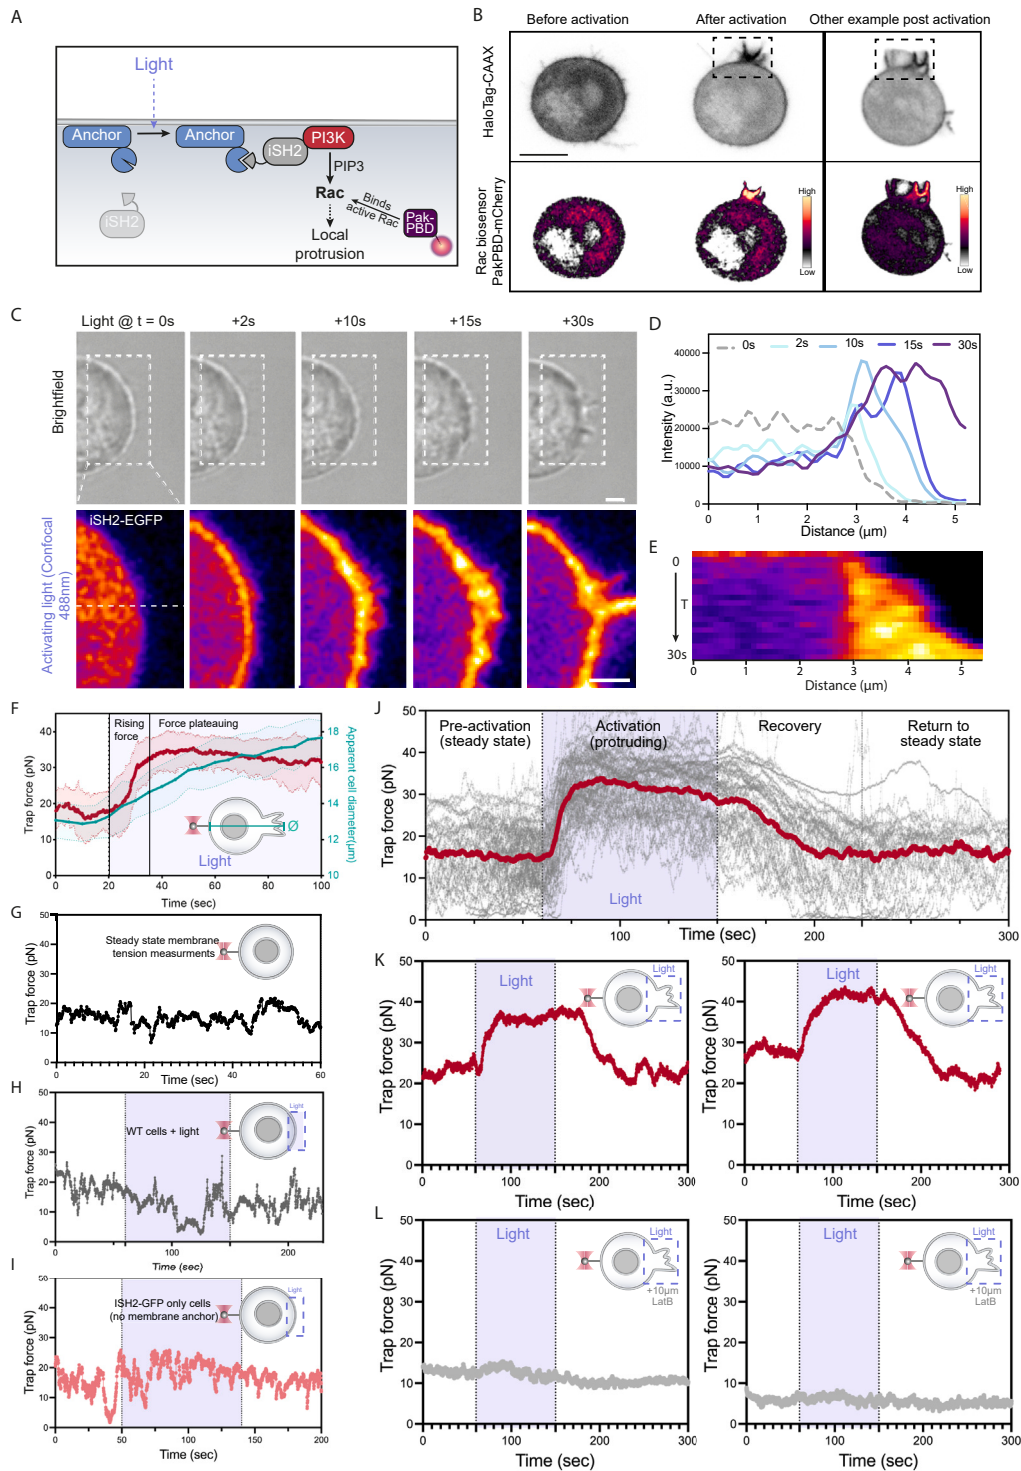 A
Light
Anchor
Anchor
iSH2
PI3K
PIP3
Rac
Binds
active Rac
Pak-
PBD
iSH2
Local
protrusion
B
Before activation
After activation
Other example post activation
HaloTag-CAAX
Rac biosensor
PakPBD-mCherry
High
Low
High
Low
C
Light @ t = 0s
+2s
+10s
+15s
+30s
Brightfield
iSH2-EGFP
Activating light (Confocal
488nm)
D
0s
2s
10s
15s
30s
40000
30000
20000
10000
0
Intensity (a.u.)
0 1 2 3 4 5
Distance (µm)
E
0
T
30s
0 1 2 3 4 5
Distance (µm)
F
Rising
force
Force plateauing
Trap force (pN)
40
30
20
10
0
18
16
14
12
10
Apparent cell diameter(µm)
Ø
Light
0 20 40 60 80 100
Time (sec)
G
Steady state membrane
tension measurments
Trap force (pN)
50
40
30
20
10
0
0 20 40 60
Time (sec)
H
WT cells + light
Light
Trap force (pN)
50
40
30
20
10
0
0 100 200
Time (sec)
I
ISH2-GFP only cells
(no membrane anchor)
Light
Trap force (pN)
50
40
30
20
10
0
0 50 100 150 200
Time (sec)
J
Pre-activation
(steady state)
Activation
(protruding)
Recovery
Return to
steady state
Trap force (pN)
50
40
30
20
10
0
Light
0 100 200 300
Time (sec)
K
Light
Light
Trap force (pN)
50
40
30
20
10
0
0 100 200 300
Time (sec)
Light
Light
Trap force (pN)
50
40
30
20
10
0
0 100 200 300
Time (sec)
L
Light
Light
+10µm
LatB
Trap force (pN)
50
40
30
20
10
0
0 100 200 300
Time (sec)
Light
Light
+10µm
LatB
Trap force (pN)
50
40
30
20
10
0
0 100 200 300
Time (sec)